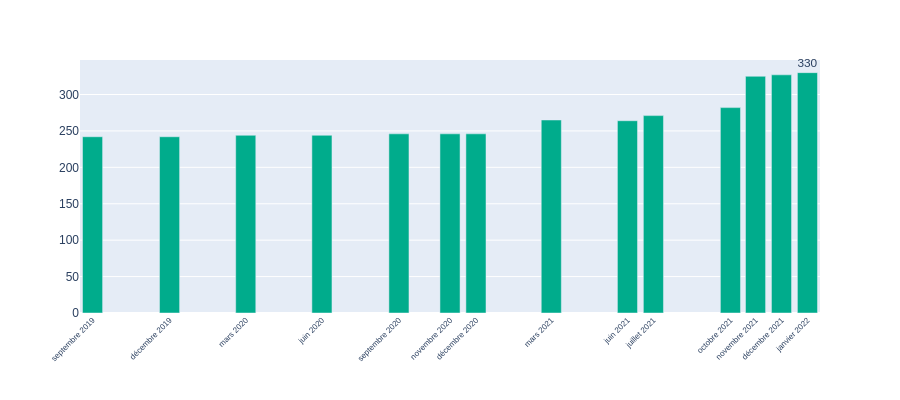 330
300
250
200
150
100
50
0
septembre 2019
décembre 2019
mars 2020
juin 2020
septembre 2020
novembre 2020
décembre 2020
mars 2021
juin 2021
juillet 2021
octobre 2021
novembre 2021
décembre 2021
janvier 2022